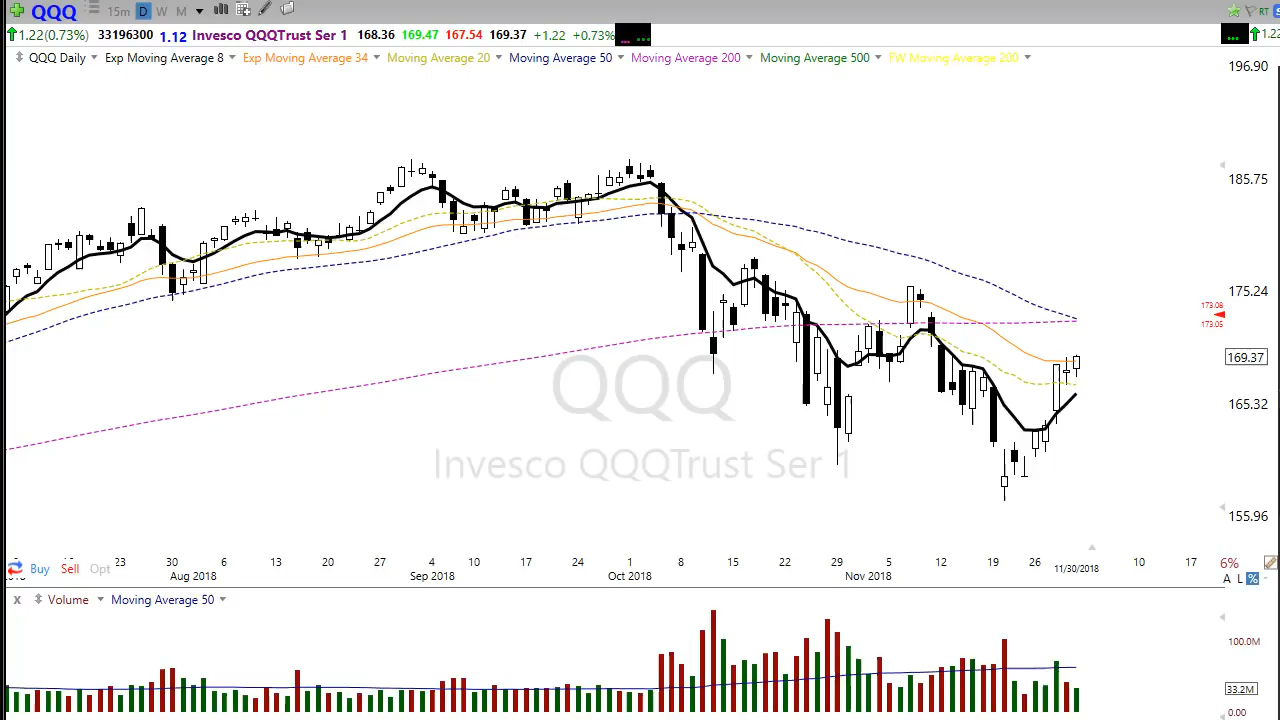 QQQ 15m D W M RT S
1.22(0.73%) 33196300 1.12 Invesco QQQTrust Ser 1 168.36 169.47 167.54 169.37 +1.22 +0.73% 1.22
QQQ Daily Exp Moving Average 8 Exp Moving Average 34 Moving Average 20 Moving Average 50 Moving Average 200 Moving Average 500 FW Moving Average 200
196.90
185.75
175.24
173.08
173.05
169.37
QQQ
165.32
Invesco QQQTrust Ser 1
155.96
23 30 6 13 20 27 4 10 17 24 1 8 15 22 29 5 12 19 26 10 17 6%
Buy Sell Opt Aug 2018 Sep 2018 Oct 2018 Nov 2018 11/30/2018
A L %
x Volume Moving Average 50
100.0M
33.2M
0.00